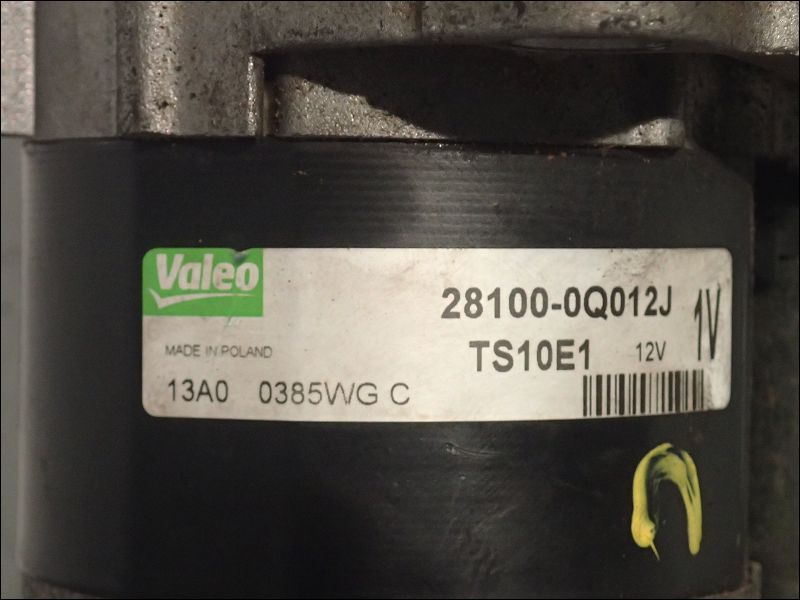 Valeo
28100-0Q012J
1V
MADE IN POLAND
TS10E1 12V
13A0 0385WG C